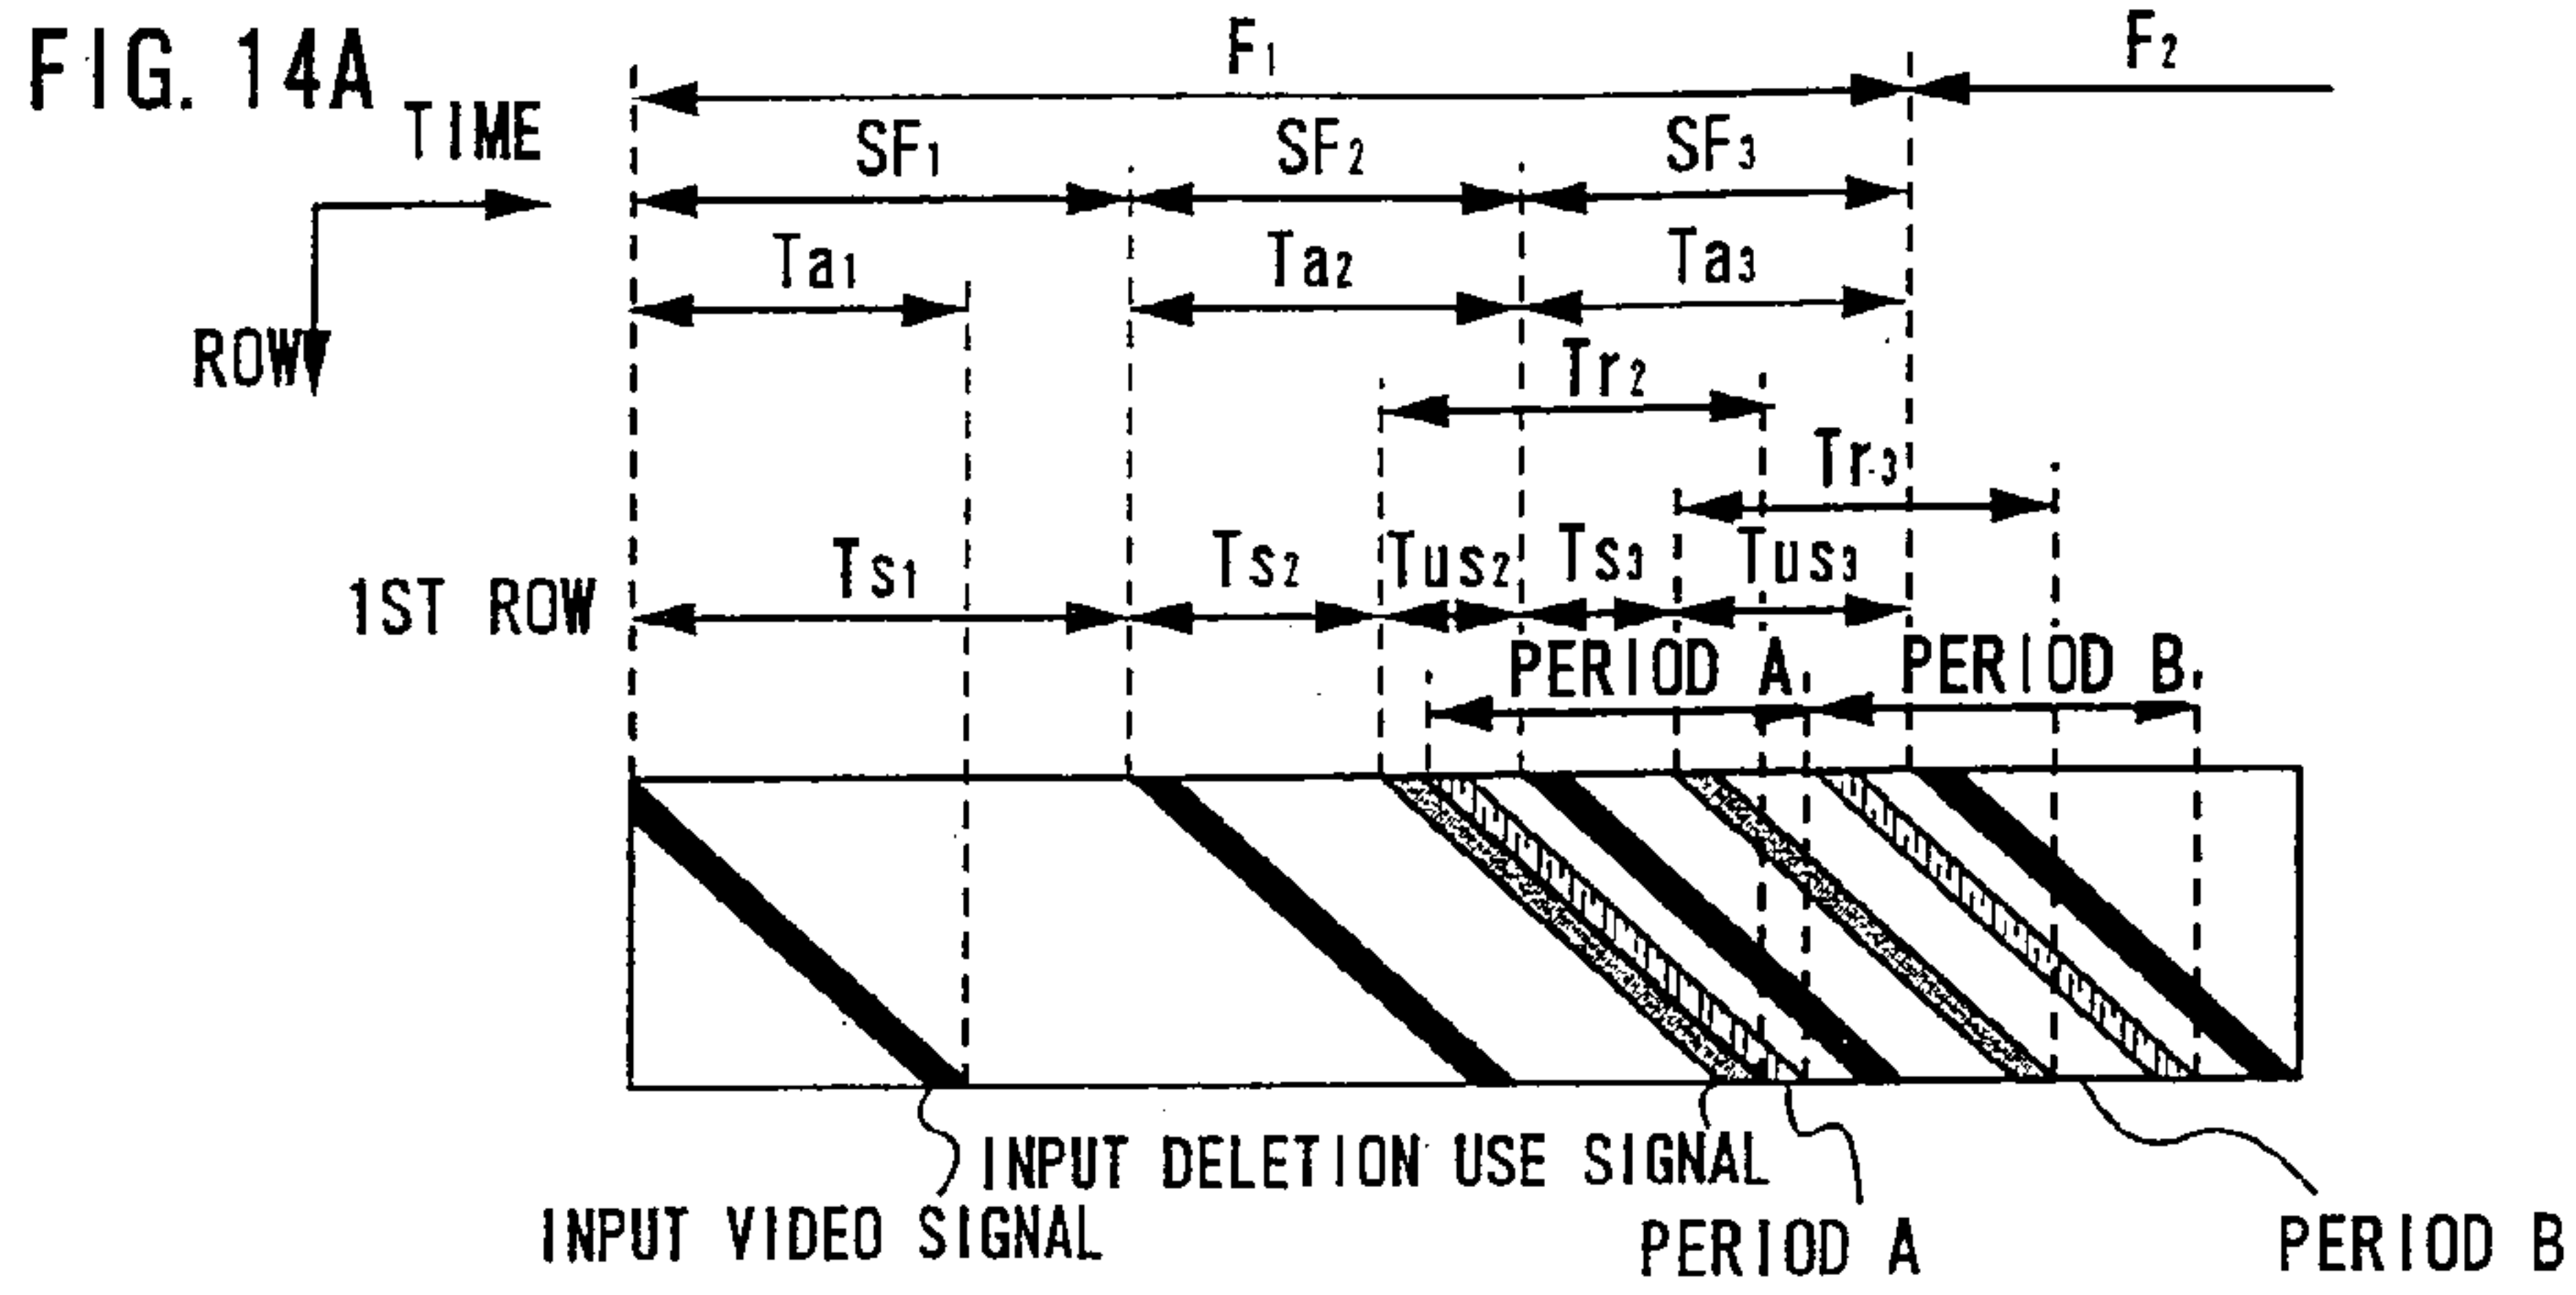 FIG. 14A
F1 F2
TIME
SF1 SF2 SF3
Ta1 Ta2 Ta3
ROW
Tr2
Tr3
1ST ROW Ts1 Ts2 Tus2 Ts3 Tus3
PERIOD A PERIOD B
INPUT DELETION USE SIGNAL
INPUT VIDEO SIGNAL
PERIOD A
PERIOD B